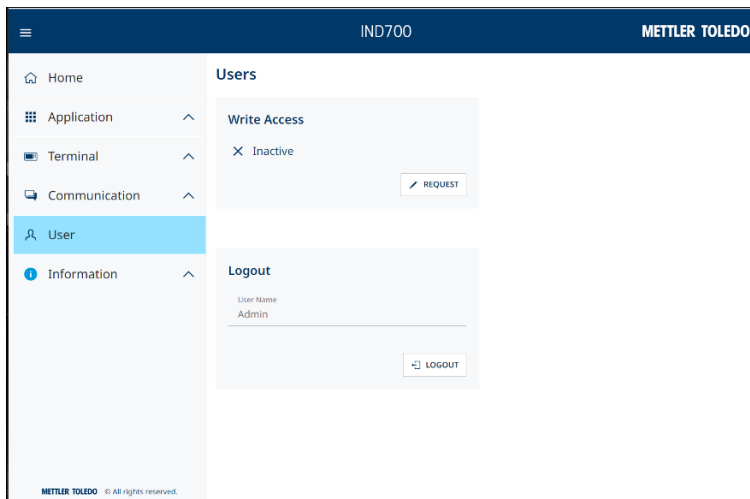 IND700
METTLER TOLEDO
Home
Application
Terminal
Communication
User
Information
Users
Write Access
Inactive
REQUEST
Logout
User Name
Admin
LOGOUT
METTLER TOLEDO © All rights reserved.